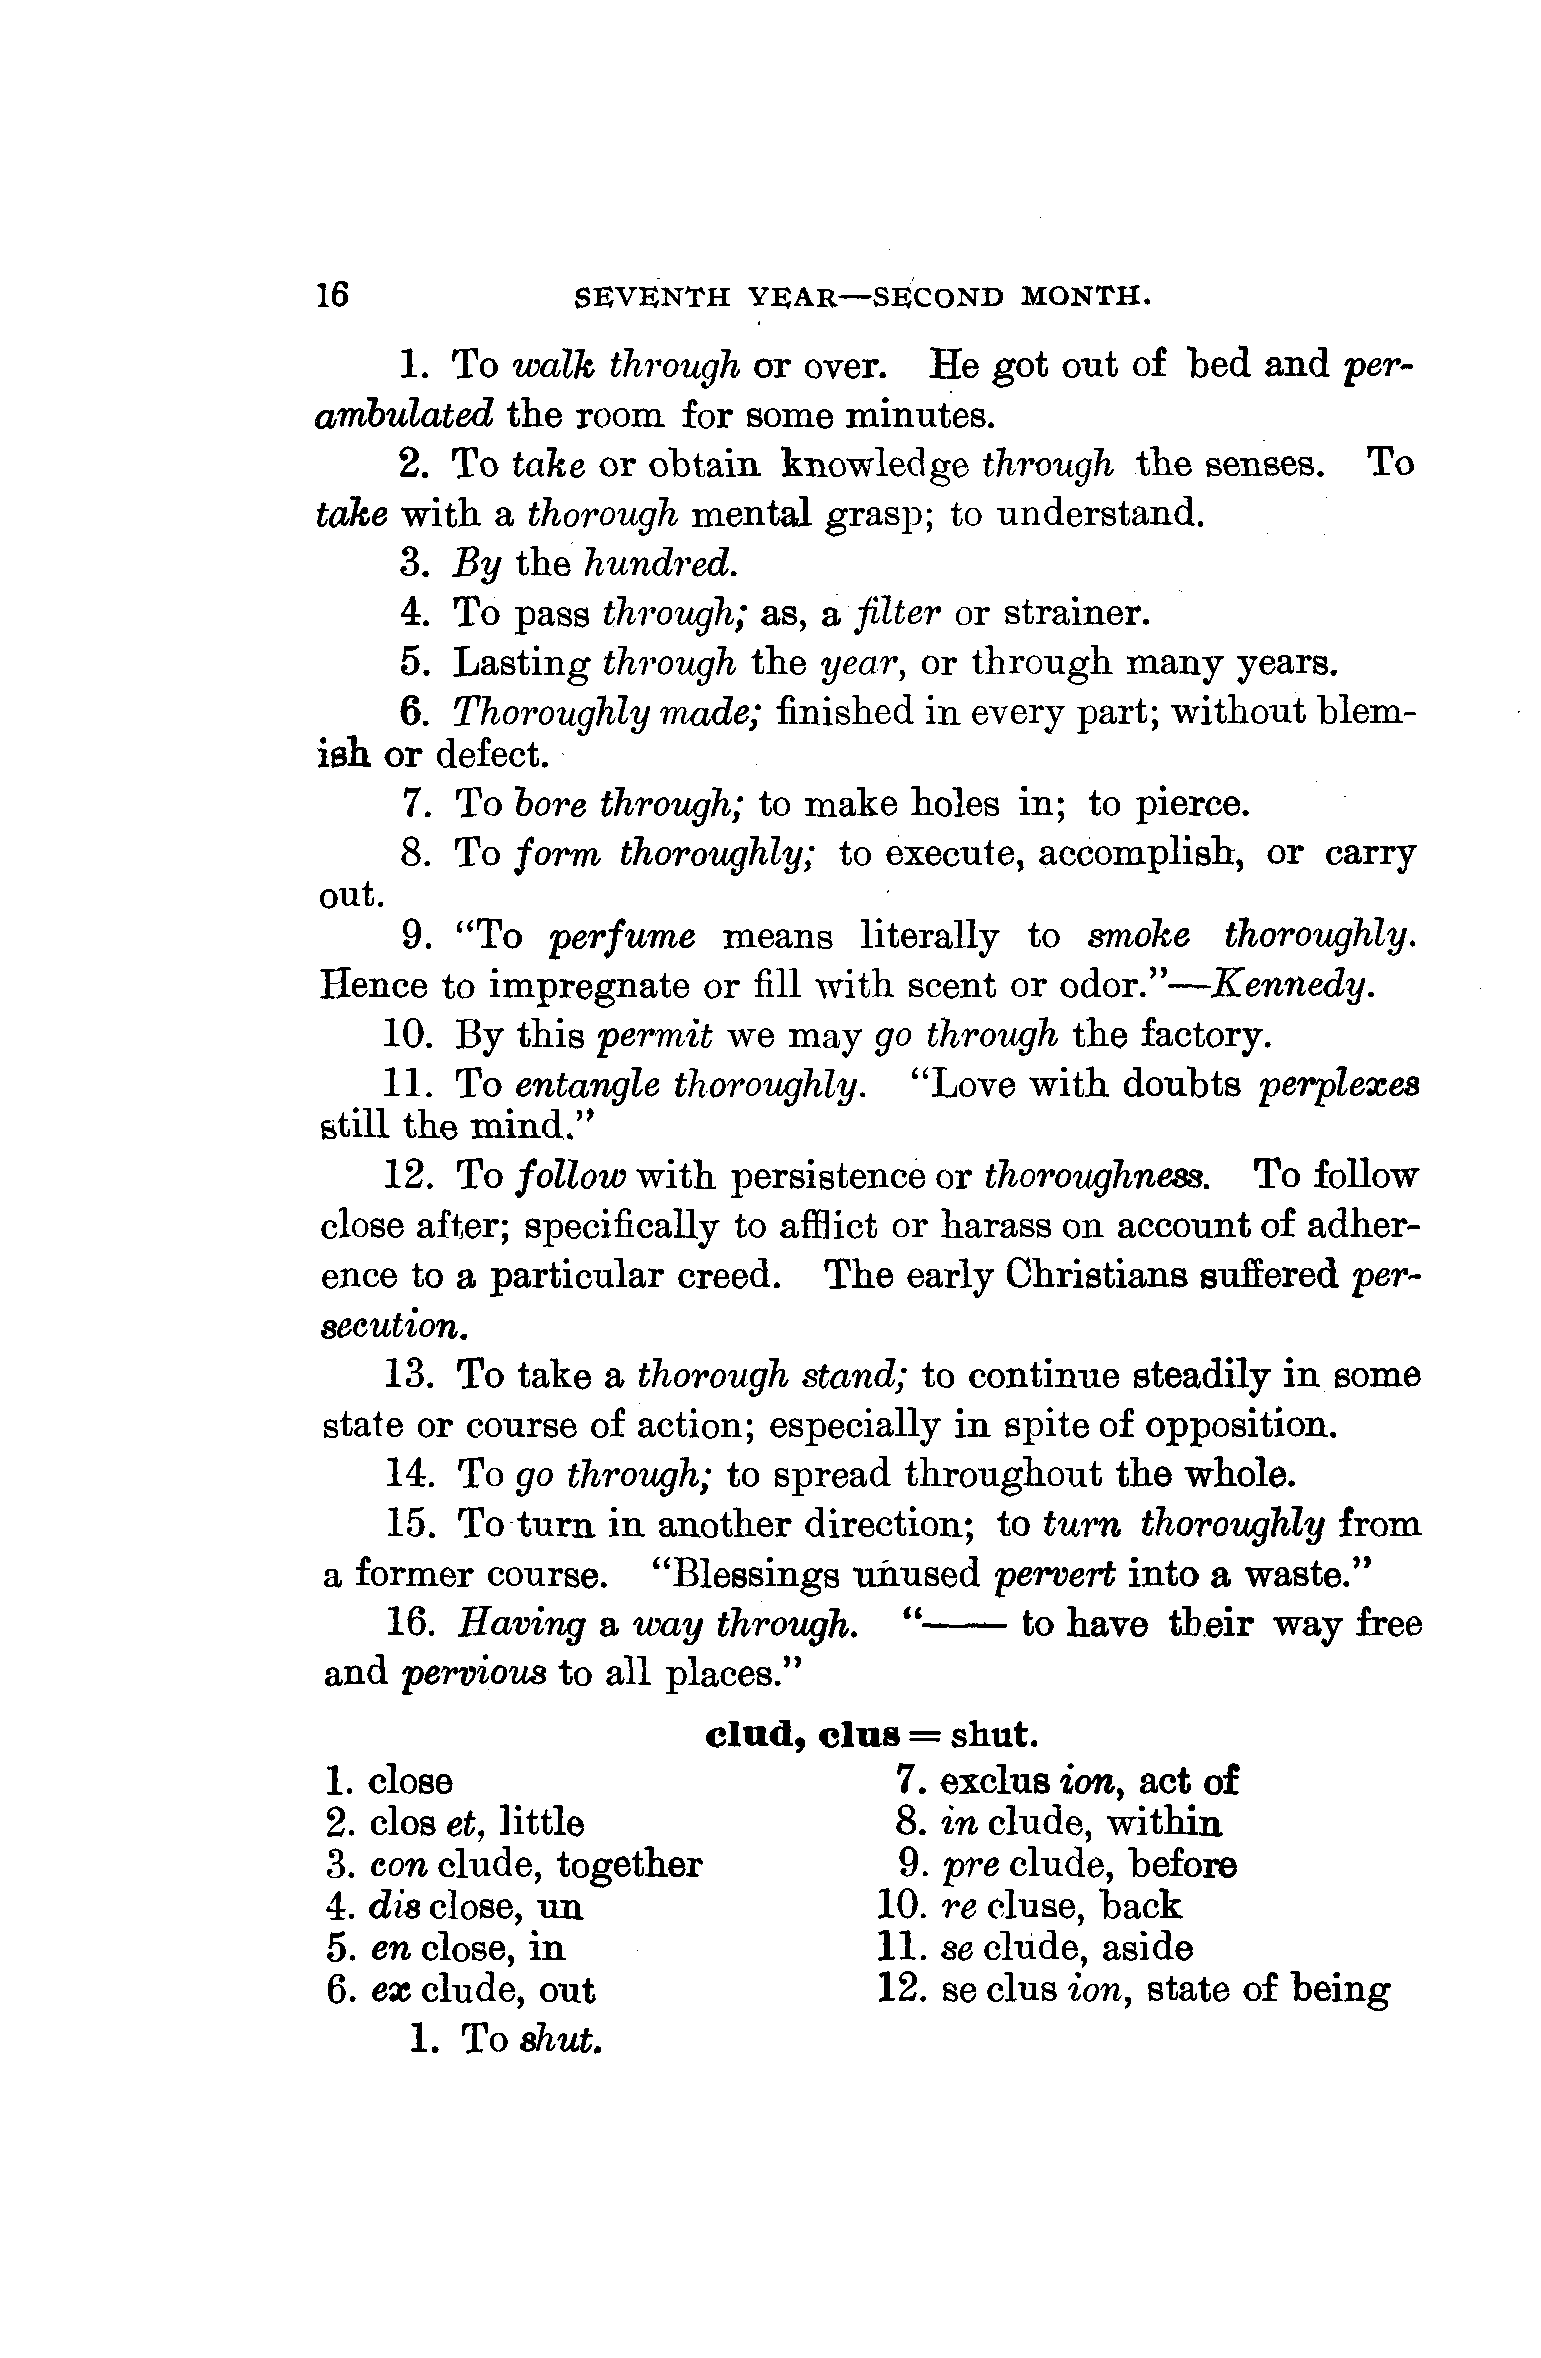 16 SEVENTH YEAR—SECOND MONTH.
1. To walk through or over. He got out of bed and per-
ambulated the room for some minutes.
2. To take or obtain knowledge through the senses. To
take with a thorough mental grasp; to understand.
3. By the hundred.
4. To pass through; as, a filter or strainer.
5. Lasting through the year, or through many years.
6. Thoroughly made; finished in every part; without blem-
ish or defect.
7. To bore through; to make holes in; to pierce.
8. To form thoroughly; to execute, accomplish, or carry
out.
9. “To perfume means literally to smoke thoroughly.
Hence to impregnate or fill with scent or odor.”—Kennedy.
10. By this permit we may go through the factory.
11. To entangle thoroughly. “Love with doubts perplexes
still the mind.”
12. To follow with persistence or thoroughness. To follow
close after; specifically to afflict or harass on account of adher-
ence to a particular creed. The early Christians suffered per-
secution.
13. To take a thorough stand; to continue steadily in some
state or course of action; especially in spite of opposition.
14. To go through; to spread throughout the whole.
15. To turn in another direction; to turn thoroughly from
a former course. “Blessings unused pervert into a waste.”
16. Having a way through. “—— to have their way free
and pervious to all places.”
clud, clus = shut.
1. close
2. clos et, little
3. con clude, together
4. dis close, un
5. en close, in
6. ex clude, out
7. exclus ion, act of
8. in clude, within
9. pre clude, before
10. re cluse, back
11. se clude, aside
12. se clus ion, state of being
1. To shut.